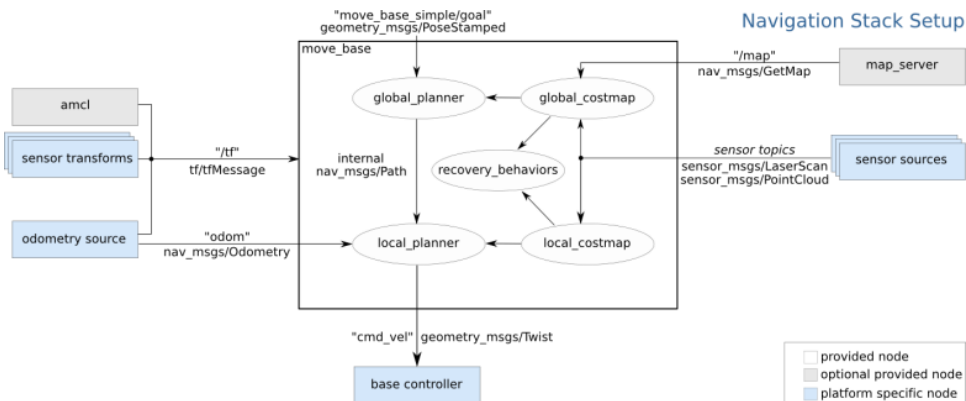 "move_base_simple/goal"
geometry_msgs/PoseStamped
Navigation Stack Setup
move_base
"/map"
nav_msgs/GetMap
map_server
amcl
global_planner
global_costmap
sensor transforms
"/tf"
tf/tfMessage
internal
nav_msgs/Path
recovery_behaviors
sensor topics
sensor_msgs/LaserScan
sensor_msgs/PointCloud
sensor sources
odometry source
"odom"
nav_msgs/Odometry
local_planner
local_costmap
"cmd_vel" geometry_msgs/Twist
base controller
provided node
optional provided node
platform specific node